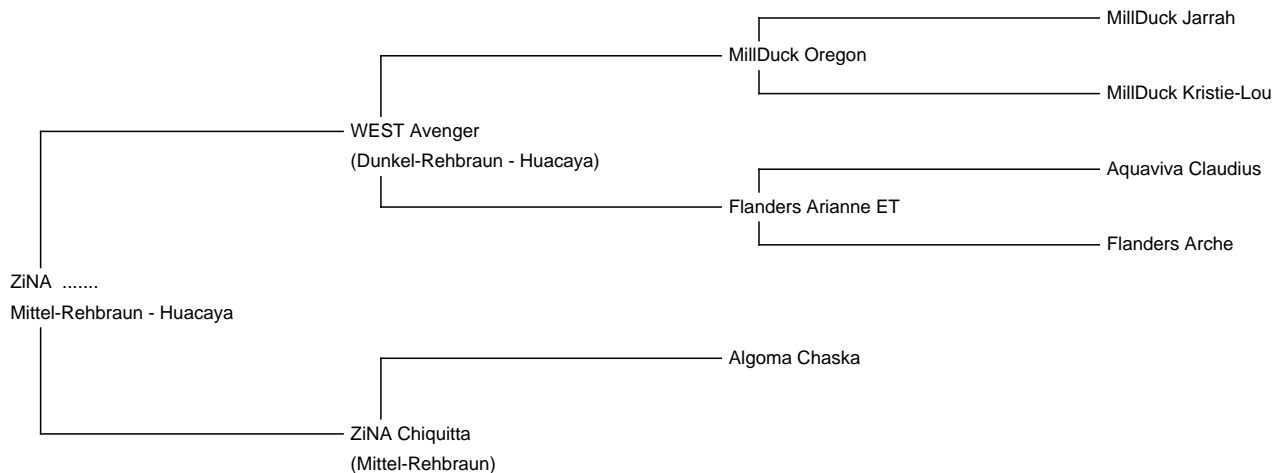 MillDuck Jarrah
MillDuck Oregon
MillDuck Kristie-Lou
WEST Avenger
(Dunkel-Rehbraun - Huacaya)
Aquaviva Claudius
Flanders Arianne ET
Flanders Arche
ZiNA .......
Mittel-Rehbraun - Huacaya
Algoma Chaska
ZiNA Chiquitta
(Mittel-Rehbraun)